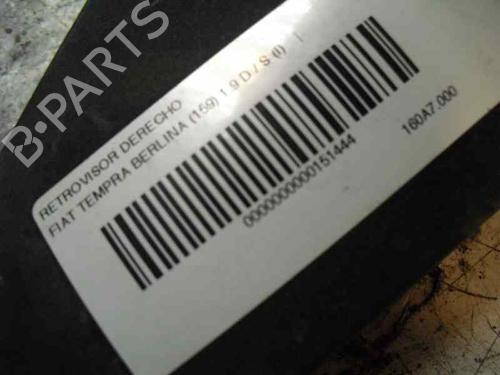 B-PARTS
RETROVISOR DERECHO
FIAT TEMPRA BERLINA (159) 1.9 D / S (I)
0000000000151444
160A7.000